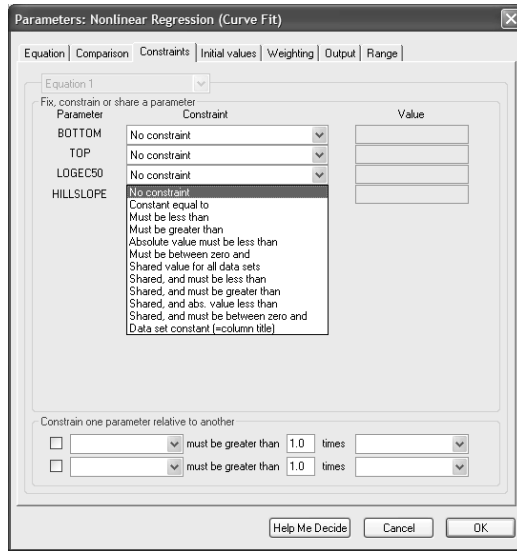 Parameters: Nonlinear Regression (Curve Fit)
Equation Comparison Constraints Initial values Weighting Output Range
Equation 1
Fix, constrain or share a parameter
Parameter Constraint Value
BOTTOM No constraint
TOP No constraint
LOGEC50 No constraint
HILLSLOPE No constraint
Constant equal to
Must be less than
Must be greater than
Absolute value must be less than
Must be between zero and
Shared value for all data sets
Shared, and must be less than
Shared, and must be greater than
Shared, and abs. value less than
Shared, and must be between zero and
Data set constant (=column title)
Constrain one parameter relative to another
must be greater than 1.0 times
must be greater than 1.0 times
Help Me Decide Cancel OK